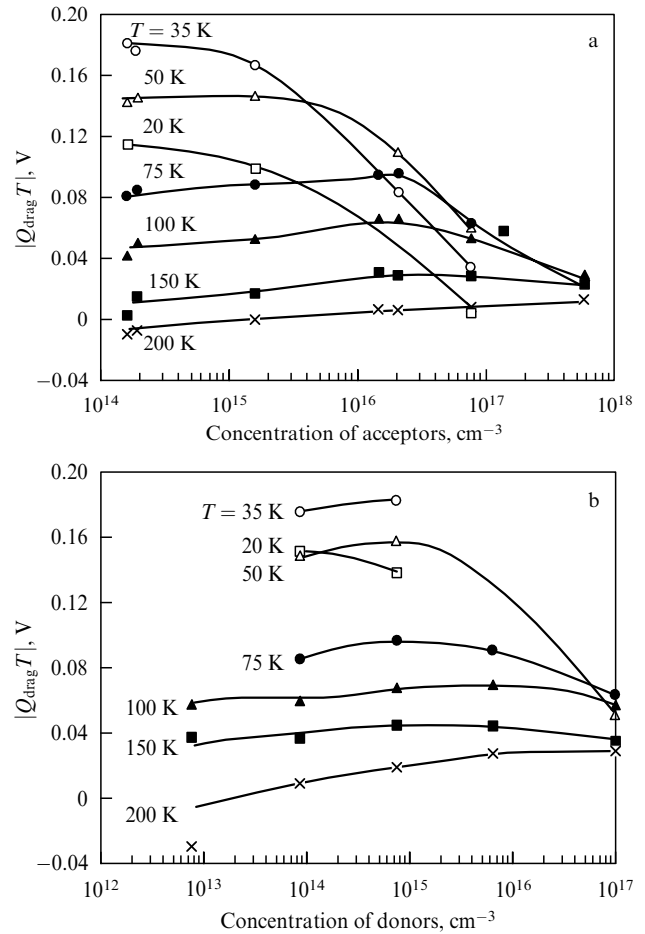 0.20
T = 35 K
a
0.16
50 K
0.12
20 K
|Q_drag T|, V
75 K
0.08
100 K
0.04
150 K
0
200 K
−0.04
10^14 10^15 10^16 10^17 10^18
Concentration of acceptors, cm^−3
0.20
b
T = 35 K
0.16
20 K
50 K
0.12
|Q_drag T|, V
75 K
0.08
100 K
0.04
150 K
0
200 K
−0.04
10^12 10^13 10^14 10^15 10^16 10^17
Concentration of donors, cm^−3